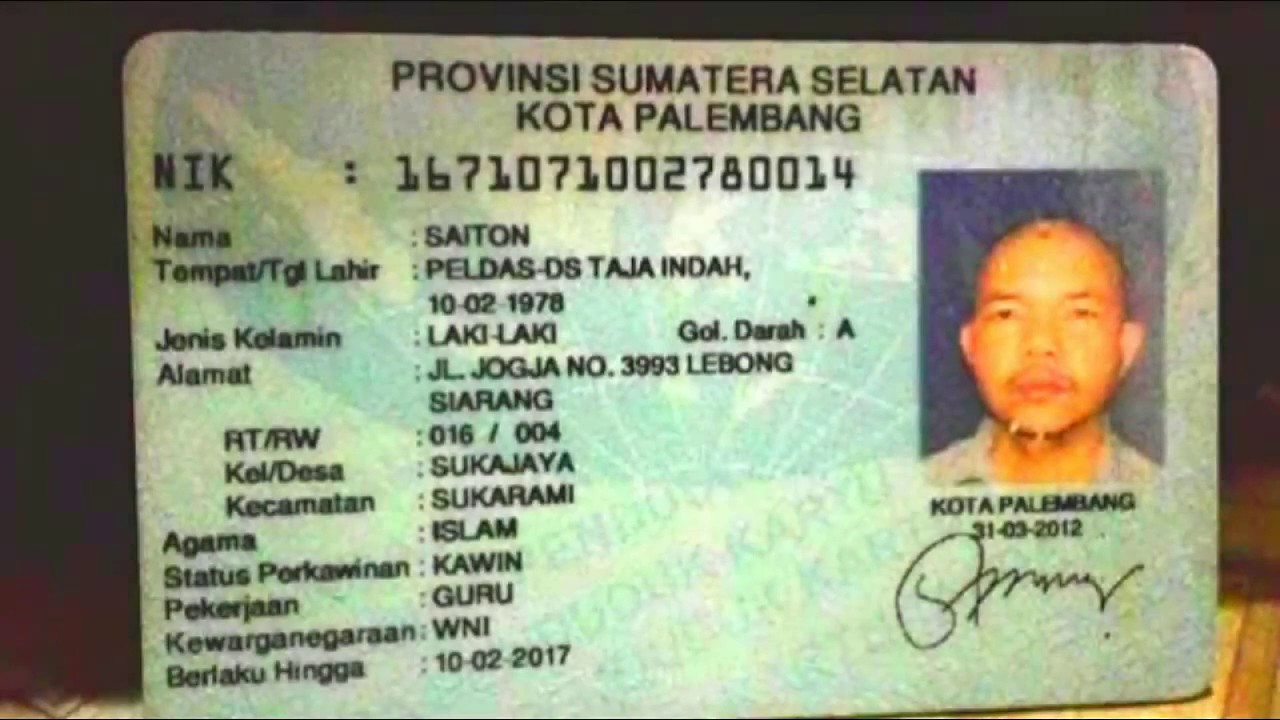 PROVINSI SUMATERA SELATAN
KOTA PALEMBANG
NIK : 1671071002780014
Nama : SAITON
Tempat/Tgl Lahir : PELDAS-DS TAJA INDAH,
10-02-1978
Jenis Kelamin : LAKI-LAKI Gol. Darah : A
Alamat : JL. JOGJA NO. 3993 LEBONG
SIARANG
RT/RW : 016 / 004
Kel/Desa : SUKAJAYA
Kecamatan : SUKARAMI
Agama : ISLAM
Status Perkawinan : KAWIN
Pekerjaan : GURU
Kewarganegaraan : WNI
Berlaku Hingga : 10-02-2017
KOTA PALEMBANG
31-03-2012